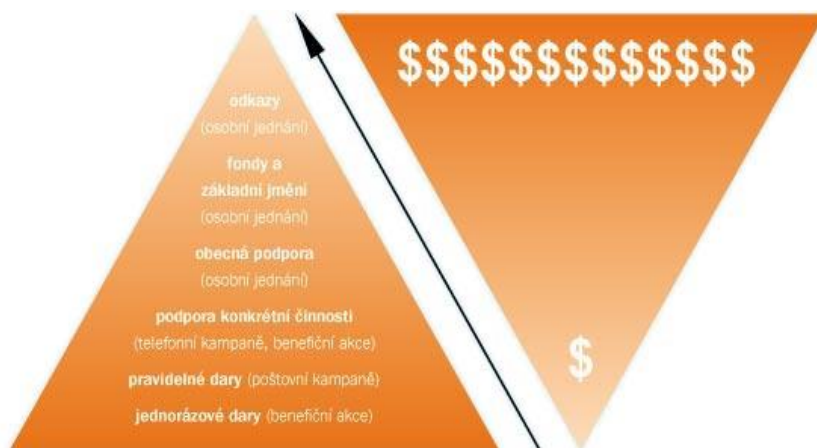 $$$$$$$$$$$$$
odkazy
(osobní jednání)
fondy a
základní jmění
(osobní jednání)
obecná podpora
(osobní jednání)
podpora konkrétní činnosti
(telefonní kampaně, benefiční akce)
pravidelné dary (poštovní kampaně)
jednorázové dary (benefiční akce)
$